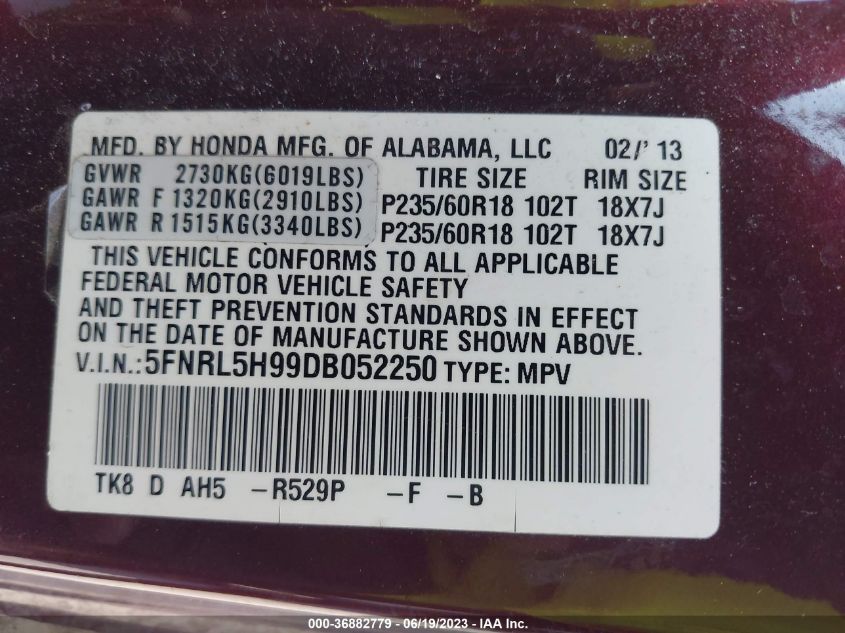 MFD. BY HONDA MFG. OF ALABAMA, LLC 02/' 13
GVWR 2730KG(6019LBS) TIRE SIZE RIM SIZE
GAWR F 1320KG(2910LBS) P235/60R18 102T 18X7J
GAWR R 1515KG(3340LBS) P235/60R18 102T 18X7J
THIS VEHICLE CONFORMS TO ALL APPLICABLE
FEDERAL MOTOR VEHICLE SAFETY
AND THEFT PREVENTION STANDARDS IN EFFECT
ON THE DATE OF MANUFACTURE SHOWN ABOVE.
V.I.N.:5FNRL5H99DB052250 TYPE: MPV
TK8 D AH5 -R529P -F -B
© - 36882779 - 06/19/2023 - IAA Inc.